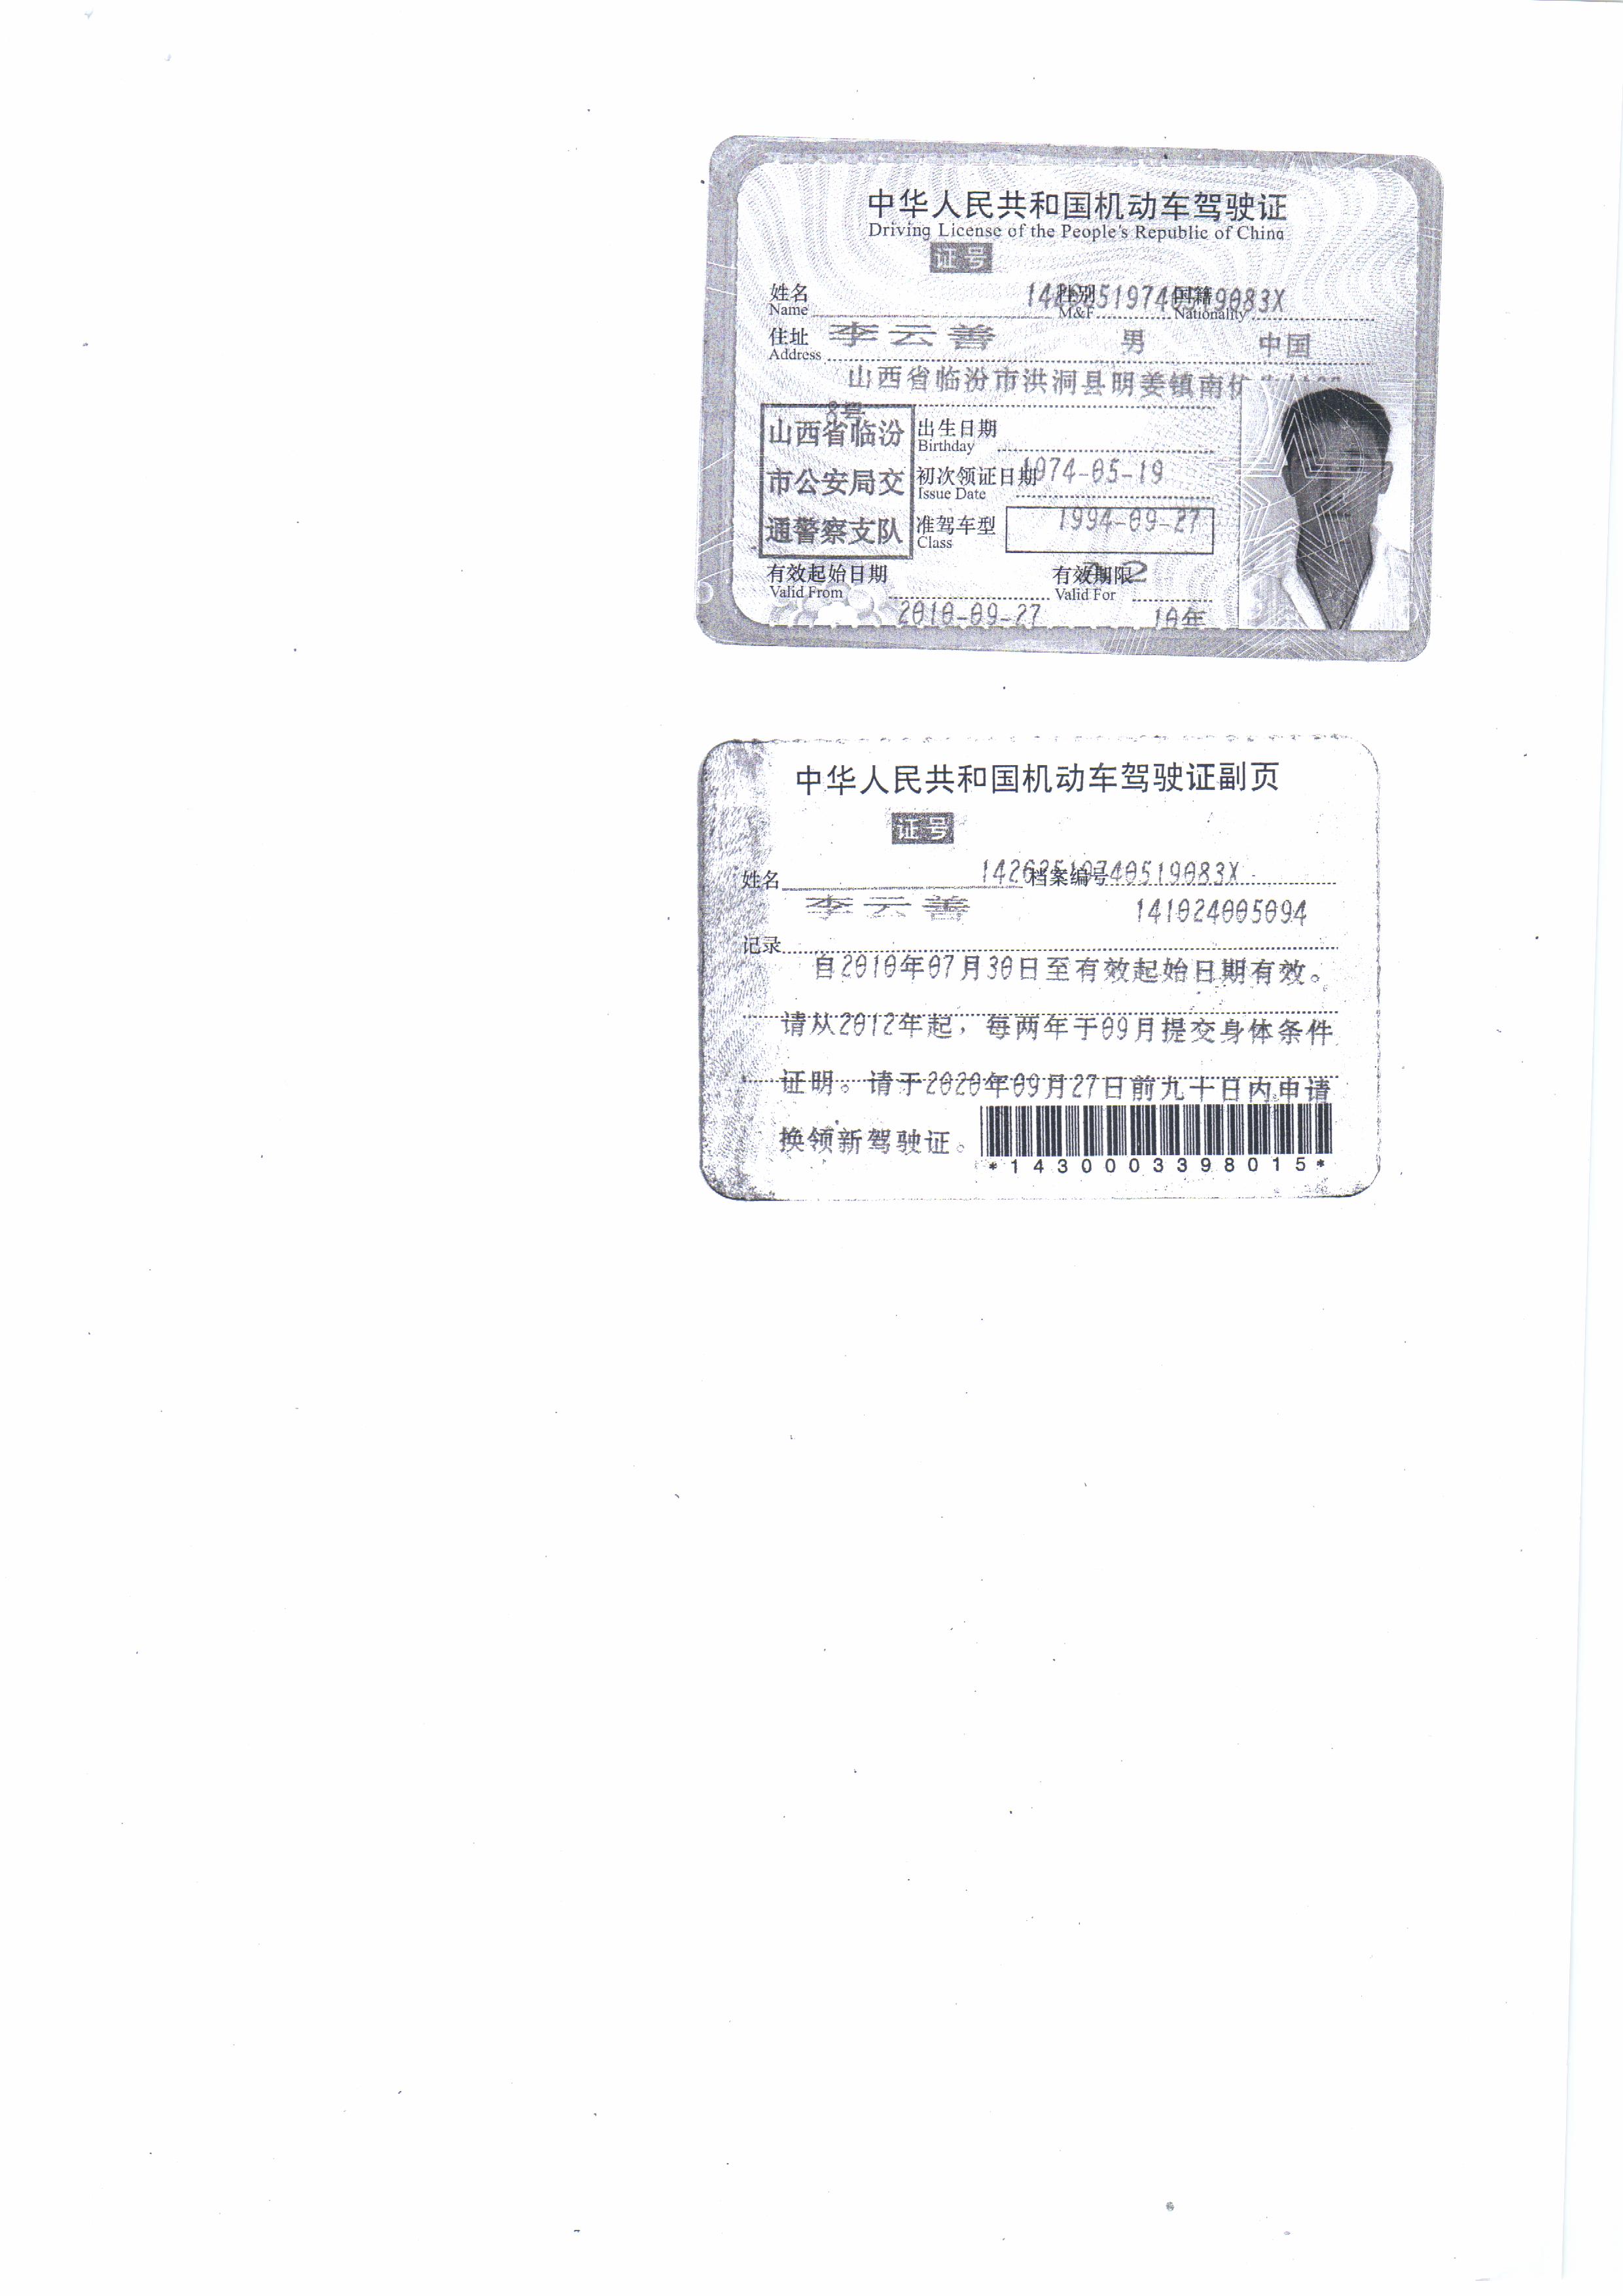 中华人民共和国机动车驾驶证
Driving License of the People's Republic of China
证号
姓名 性别 国籍
Name M&F Nationality
住址 李云善 男 中国
Address
山西省临汾市洪洞县明姜镇南
8号
山西省临汾
市公安局交
通警察支队
出生日期
Birthday
初次领证日期 1974-05-19
Issue Date
准驾车型 1994-09-27
Class
有效起始日期 有效期限 A2
Valid From Valid For
2010-09-27 10年
中华人民共和国机动车驾驶证副页
证号
14262519740519083X
姓名 档案编号
李云善 141024005094
记录
自2010年07月30日至有效起始日期有效。
请从2012年起，每两年于09月提交身体条件
证明。请于2020年09月27日前九十日内申请
换领新驾驶证。
*1430003398015*